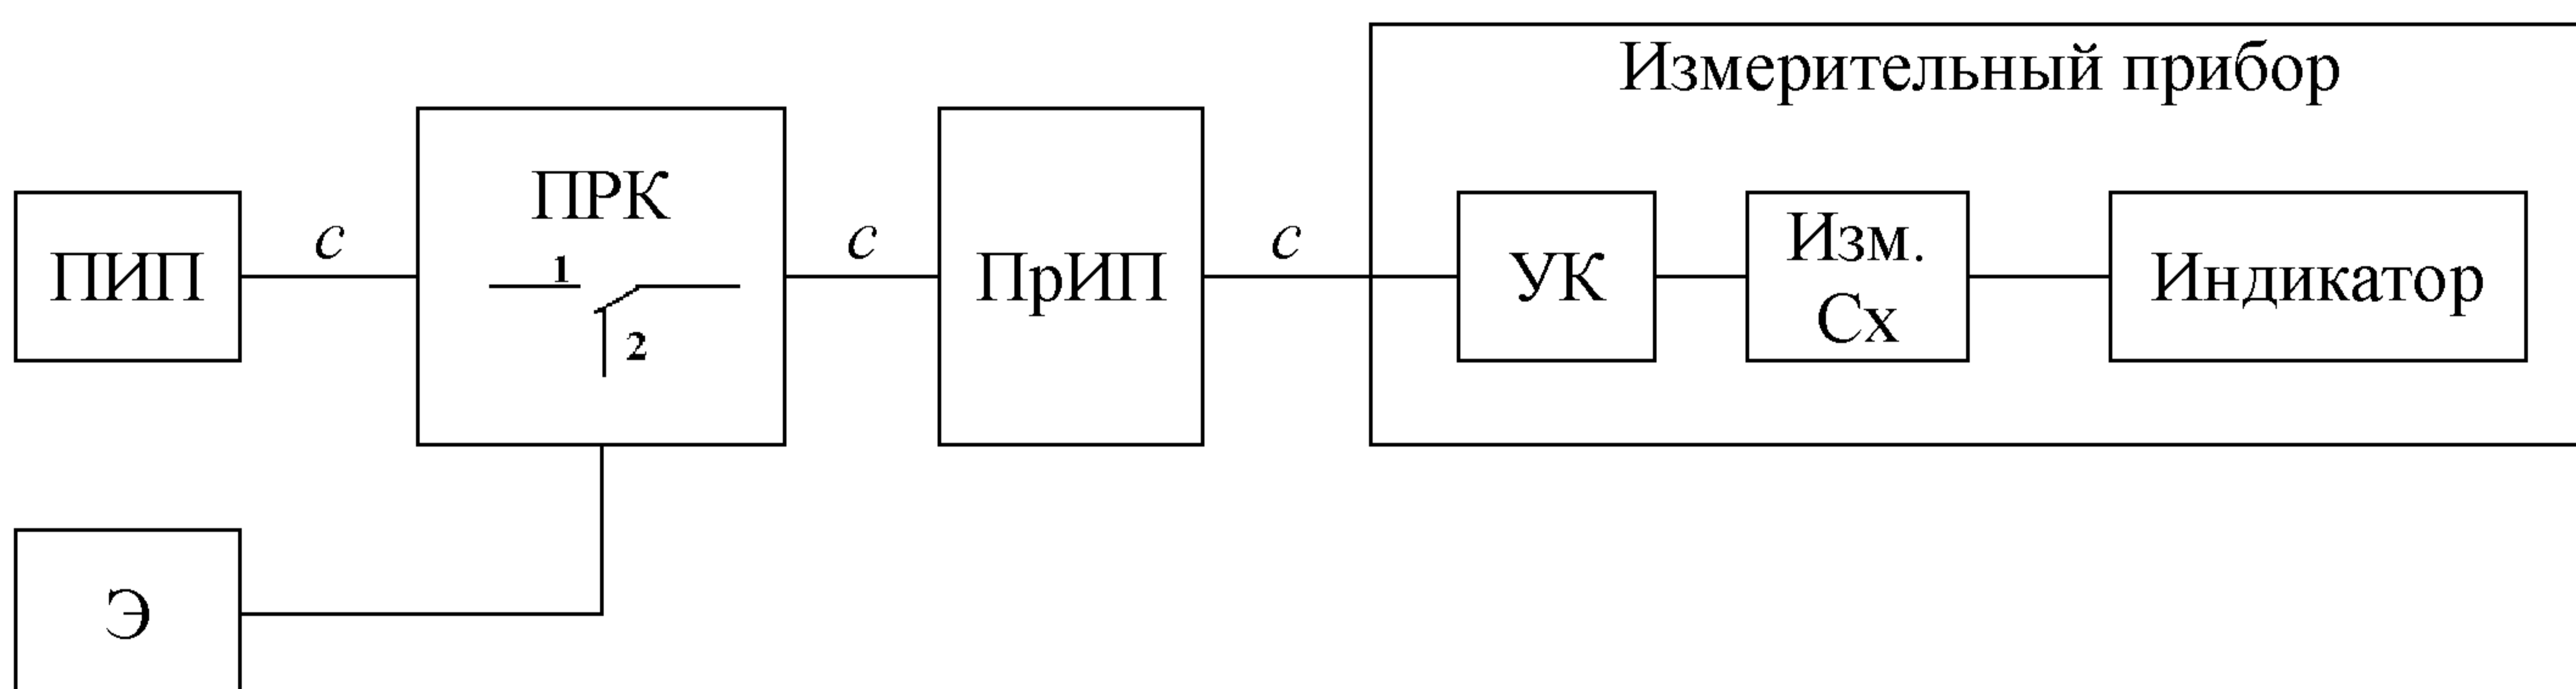 Измерительный прибор
ПИП
c
ПРК
1
2
c
ПрИП
c
УК
Изм.
Сх
Индикатор
Э